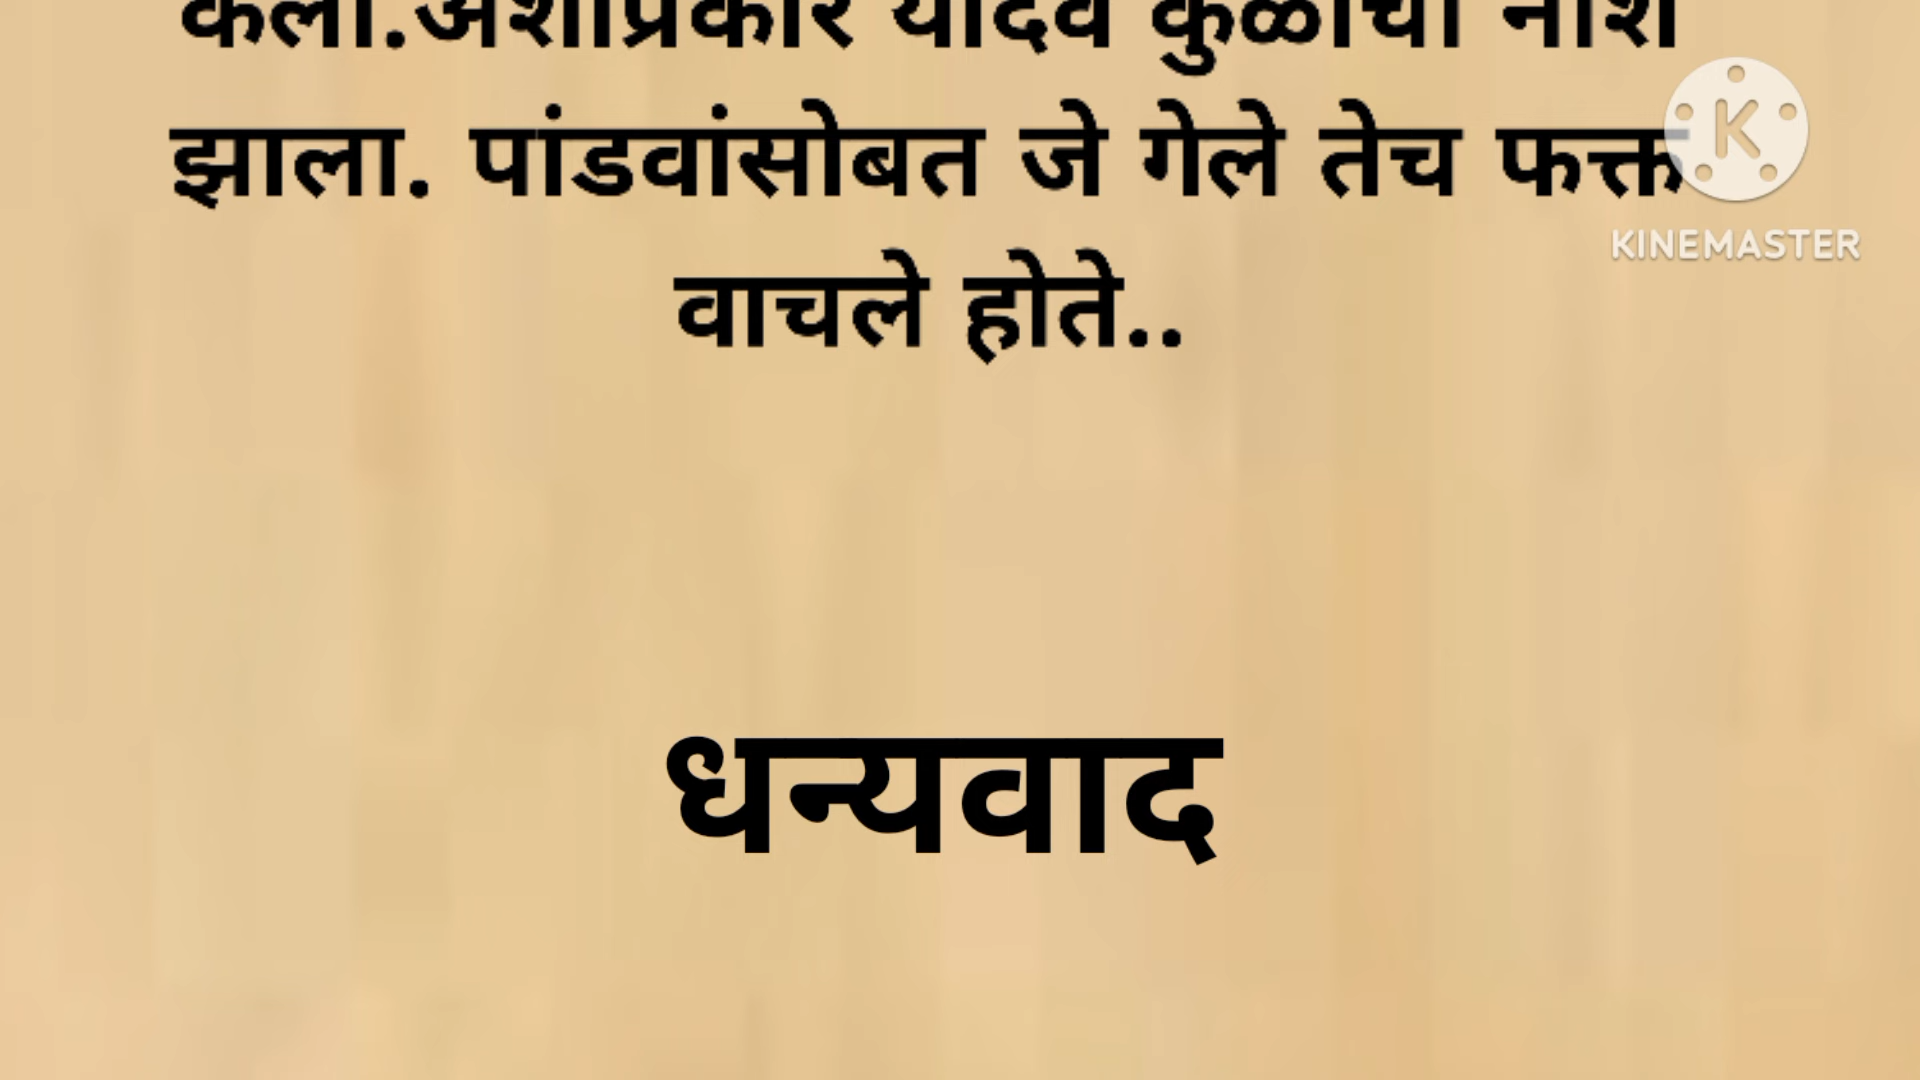 केला.अशाप्रकारे यादव कुळाचा नाश
झाला. पांडवांसोबत जे गेले तेच फक्त
वाचले होते..
KINEMASTER
धन्यवाद